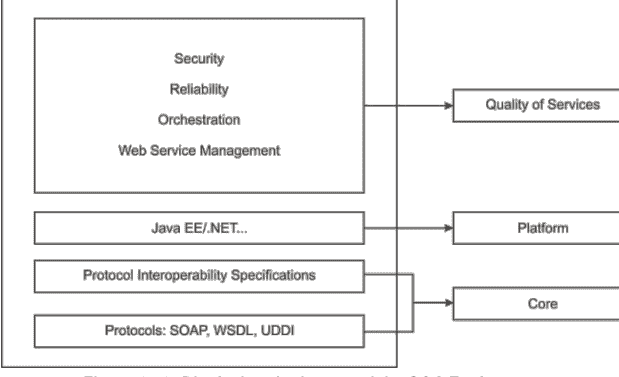 Security
Reliability
Orchestration
Web Service Management
Quality of Services
Java EE/.NET...
Platform
Protocol Interoperability Specifications
Core
Protocols: SOAP, WSDL, UDDI